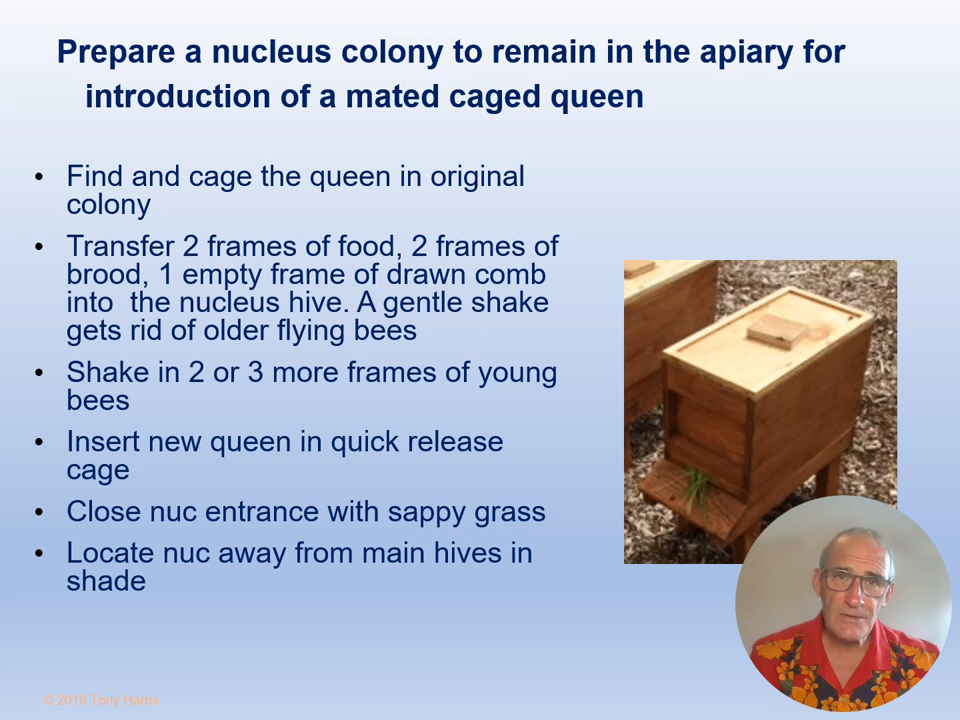 Prepare a nucleus colony to remain in the apiary for
introduction of a mated caged queen
• Find and cage the queen in original
colony
• Transfer 2 frames of food, 2 frames of
brood, 1 empty frame of drawn comb
into  the nucleus hive. A gentle shake
gets rid of older flying bees
• Shake in 2 or 3 more frames of young
bees
• Insert new queen in quick release
cage
• Close nuc entrance with sappy grass
• Locate nuc away from main hives in
shade
© 2016 Tony Harris